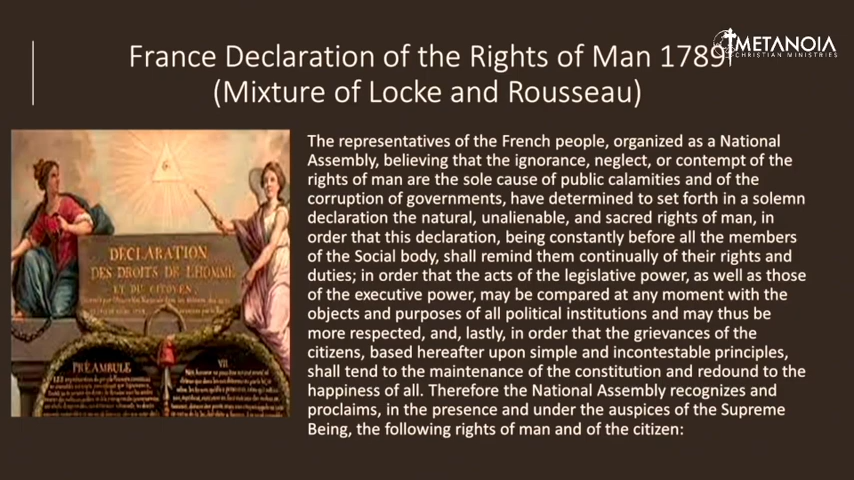 METANOIA
CHRISTIAN MINISTRIES
France Declaration of the Rights of Man 1789
(Mixture of Locke and Rousseau)
The representatives of the French people, organized as a National
Assembly, believing that the ignorance, neglect, or contempt of the
rights of man are the sole cause of public calamities and of the
corruption of governments, have determined to set forth in a solemn
declaration the natural, unalienable, and sacred rights of man, in
order that this declaration, being constantly before all the members
of the Social body, shall remind them continually of their rights and
duties; in order that the acts of the legislative power, as well as those
of the executive power, may be compared at any moment with the
objects and purposes of all political institutions and may thus be
more respected, and, lastly, in order that the grievances of the
citizens, based hereafter upon simple and incontestable principles,
shall tend to the maintenance of the constitution and redound to the
happiness of all. Therefore the National Assembly recognizes and
proclaims, in the presence and under the auspices of the Supreme
Being, the following rights of man and of the citizen:
DÉCLARATION
DES DROITS DE L'HOMME
ET DU CITOYEN,
PRÉAMBULE
VII